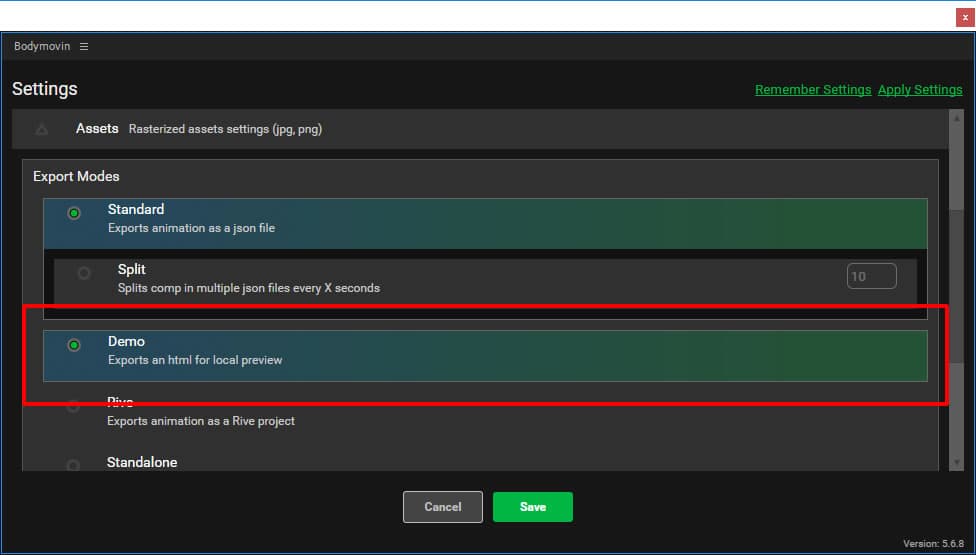 Bodymovin
Settings
Remember Settings Apply Settings
Assets Rasterized assets settings (jpg, png)
Export Modes
Standard
Exports animation as a json file
Split
Splits comp in multiple json files every X seconds
10
Demo
Exports an html for local preview
Rive
Exports animation as a Rive project
Standalone
Cancel
Save
Version: 5.6.8